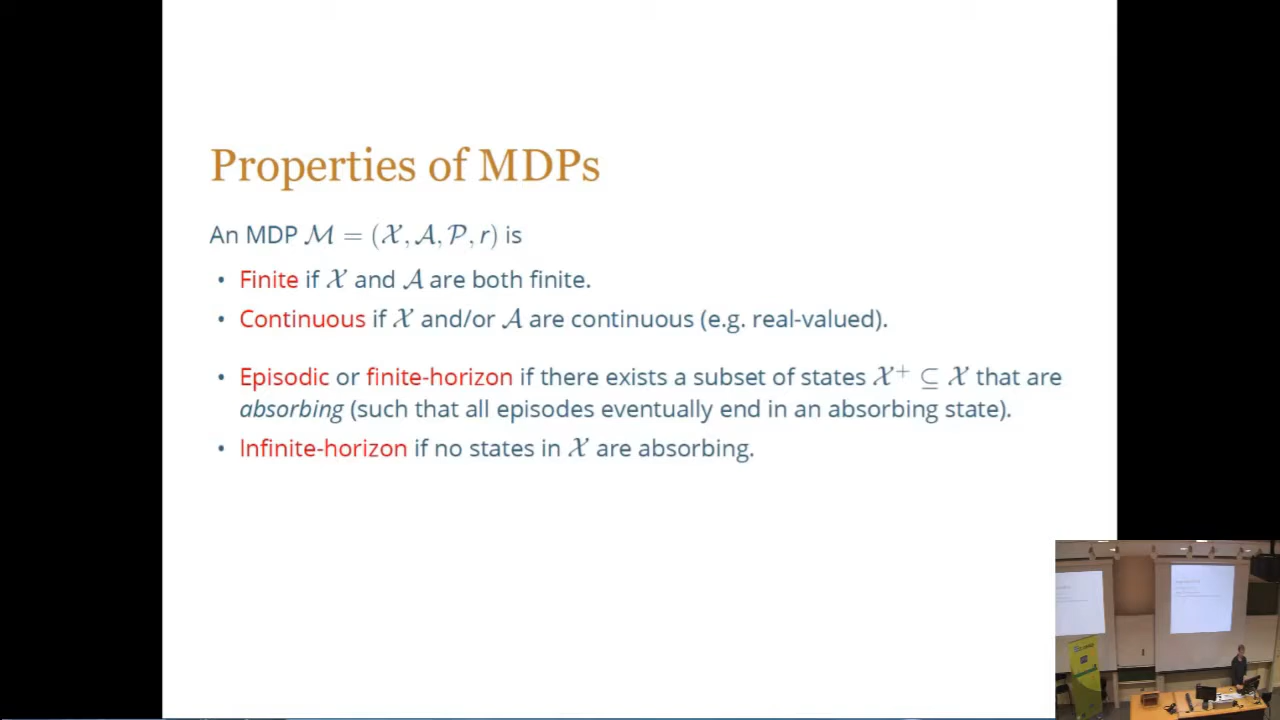 Properties of MDPs
An MDP ℳ = (𝒳, 𝒜, 𝒫, r) is
• Finite if 𝒳 and 𝒜 are both finite.
• Continuous if 𝒳 and/or 𝒜 are continuous (e.g. real-valued).
• Episodic or finite-horizon if there exists a subset of states 𝒳⁺ ⊆ 𝒳 that are
absorbing (such that all episodes eventually end in an absorbing state).
• Infinite-horizon if no states in 𝒳 are absorbing.